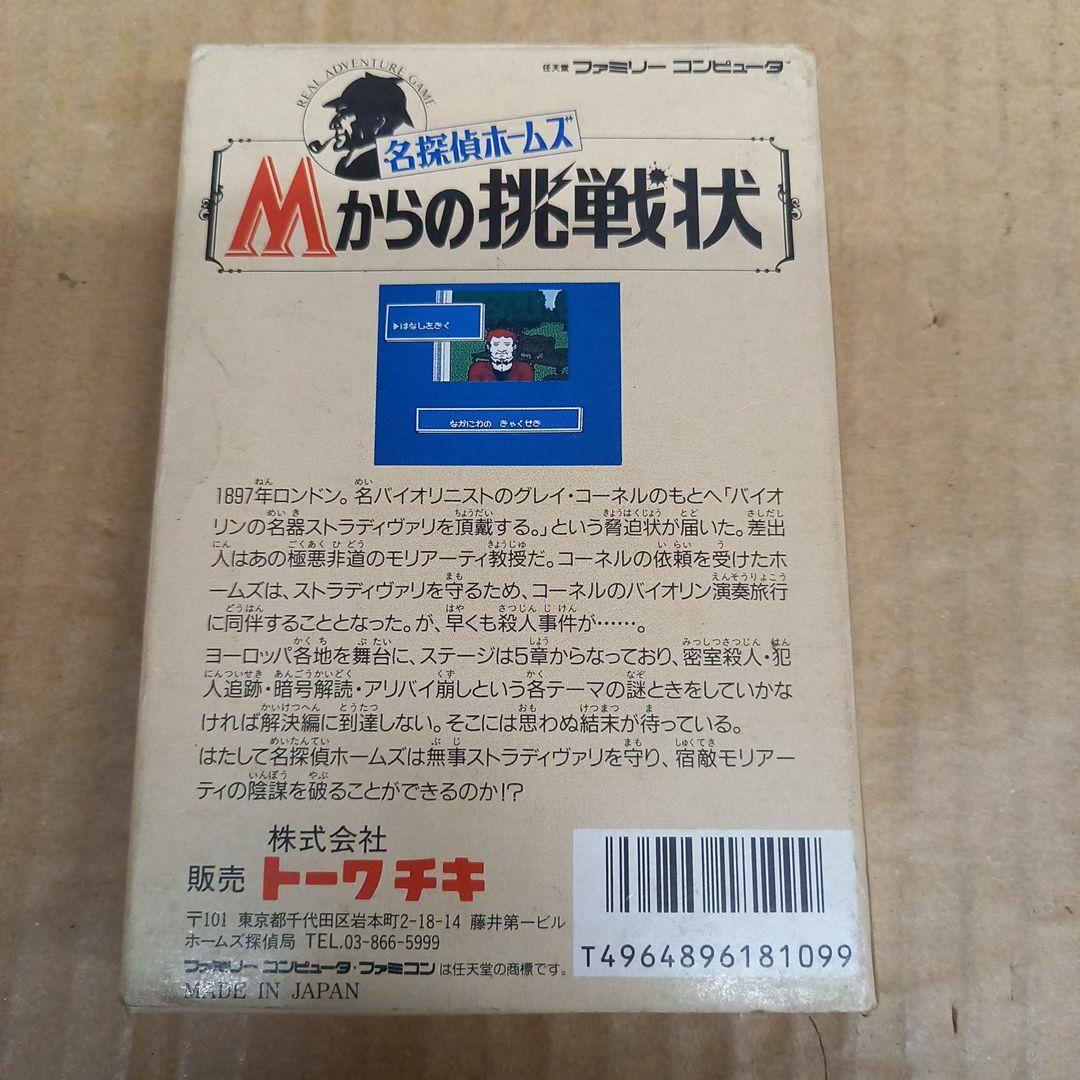 REAL ADVENTURE GAME
任天堂 ファミリー コンピュータ™
名探偵ホームズ
Mからの挑戦状
▶はなしをきく
なかにわの きゃくせき
1897年ロンドン。名バイオリニストのグレイ・コーネルのもとへ「バイオ
リンの名器ストラディヴァリを頂戴する。」という脅迫状が届いた。差出
人はあの極悪非道のモリアーティ教授だ。コーネルの依頼を受けたホ
ームズは、ストラディヴァリを守るため、コーネルのバイオリン演奏旅行
に同伴することとなった。が、早くも殺人事件が……。
ヨーロッパ各地を舞台に、ステージは5章からなっており、密室殺人・犯
人追跡・暗号解読・アリバイ崩しという各テーマの謎ときをしていかな
ければ解決編に到達しない。そこには思わぬ結末が待っている。
はたして名探偵ホームズは無事ストラディヴァリを守り、宿敵モリアー
ティの陰謀を破ることができるのか!?
株式会社
販売 トーワチキ
〒101 東京都千代田区岩本町2-18-14 藤井第一ビル
ホームズ探偵局 TEL.03-866-5999
ファミリー コンピュータ・ファミコン は任天堂の商標です。
MADE IN JAPAN
T4964896181099